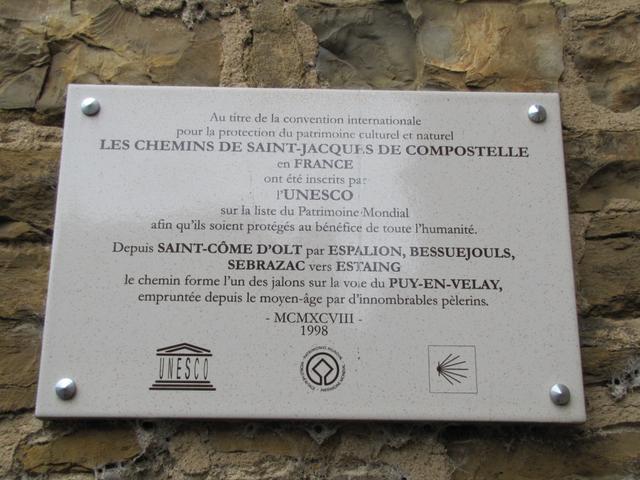 Au titre de la convention internationale
pour la protection du patrimoine culturel et naturel
LES CHEMINS DE SAINT-JACQUES DE COMPOSTELLE
en FRANCE
ont été inscrits par
l'UNESCO
sur la liste du Patrimoine Mondial
afin qu'ils soient protégés au bénéfice de toute l'humanité.
Depuis SAINT-CÔME D'OLT par ESPALION, BESSUEJOULS,
SEBRAZAC vers ESTAING
le chemin forme l'un des jalons sur la voie du PUY-EN-VELAY,
empruntée depuis le moyen-âge par d'innombrables pèlerins.
- MCMXCVIII -
1998
UNESCO